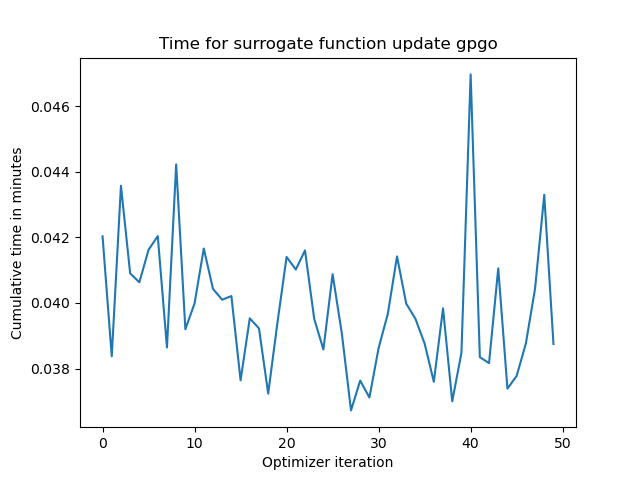 Time for surrogate function update gpgo
Cumulative time in minutes
0.046
0.044
0.042
0.040
0.038
0 10 20 30 40 50
Optimizer iteration